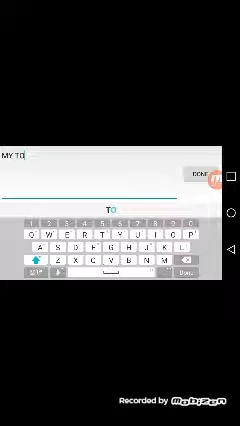 MY TO
DONE
TO
1 2 3 4 5 6 7 8 9 0
Q W E R T Y U I O P
A S D F G H J K L
Z X C V B N M
Done
Recorded by Mobizen